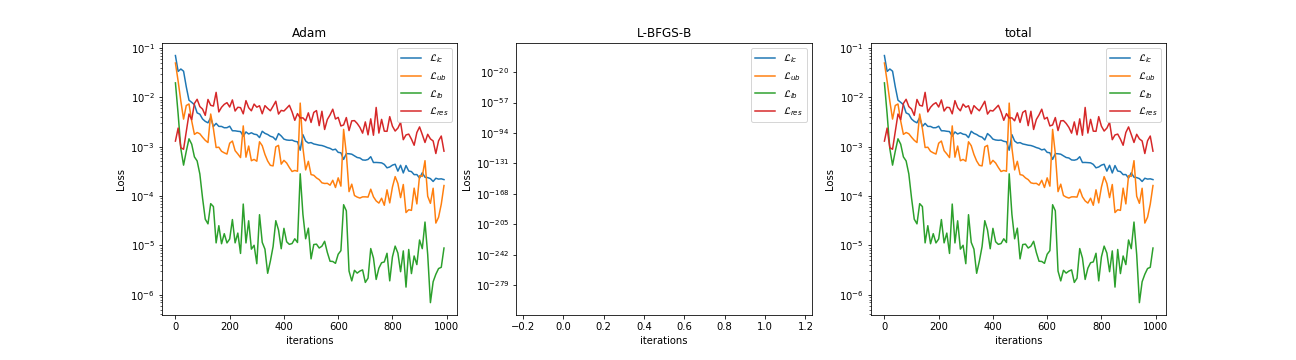 Adam
L-BFGS-B
total
Loss
10⁻¹
10⁻²
10⁻³
10⁻⁴
10⁻⁵
10⁻⁶
ℒ_ic
ℒ_ub
ℒ_lb
ℒ_res
0
200
400
600
800
1000
iterations
Loss
10⁻²⁰
10⁻⁵⁷
10⁻⁹⁴
10⁻¹³¹
10⁻¹⁶⁸
10⁻²⁰⁵
10⁻²⁴²
10⁻²⁷⁹
ℒ_ic
ℒ_ub
ℒ_lb
ℒ_res
−0.2
0.0
0.2
0.4
0.6
0.8
1.0
1.2
iterations
Loss
10⁻¹
10⁻²
10⁻³
10⁻⁴
10⁻⁵
10⁻⁶
ℒ_ic
ℒ_ub
ℒ_lb
ℒ_res
0
200
400
600
800
1000
iterations